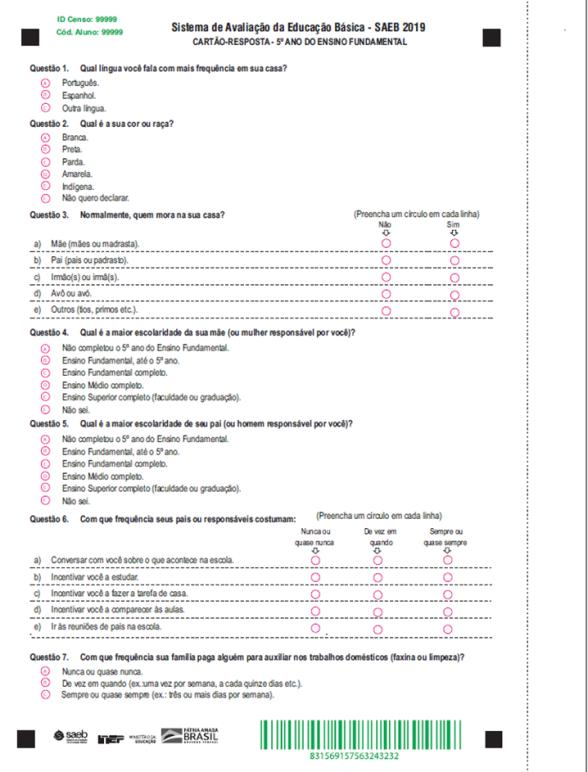 ID Censo: 99999
Cód. Aluno: 99999
Sistema de Avaliação da Educação Básica - SAEB 2019
CARTÃO-RESPOSTA - 5º ANO DO ENSINO FUNDAMENTAL
Questão 1. Qual língua você fala com mais frequência em sua casa?
A Português.
B Espanhol.
C Outra língua.
Questão 2. Qual é a sua cor ou raça?
A Branca.
B Preta.
C Parda.
D Amarela.
E Indígena.
Não quero declarar.
Questão 3. Normalmente, quem mora na sua casa? (Preencha um círculo em cada linha)
Não Sim
a) Mãe (mães ou madrasta).
b) Pai (pais ou padrasto).
c) Irmão(s) ou irmã(s).
d) Avô ou avó.
e) Outros (tios, primos etc.).
Questão 4. Qual é a maior escolaridade da sua mãe (ou mulher responsável por você)?
A Não completou o 5º ano do Ensino Fundamental.
B Ensino Fundamental, até o 5º ano.
C Ensino Fundamental completo.
D Ensino Médio completo.
E Ensino Superior completo (faculdade ou graduação).
Não sei.
Questão 5. Qual é a maior escolaridade de seu pai (ou homem responsável por você)?
A Não completou o 5º ano do Ensino Fundamental.
B Ensino Fundamental, até o 5º ano.
C Ensino Fundamental completo.
D Ensino Médio completo.
E Ensino Superior completo (faculdade ou graduação).
Não sei.
Questão 6. Com que frequência seus pais ou responsáveis costumam: (Preencha um círculo em cada linha)
Nunca ou De vez em Sempre ou
quase nunca quando quase sempre
a) Conversar com você sobre o que acontece na escola.
b) Incentivar você a estudar.
c) Incentivar você a fazer a tarefa de casa.
d) Incentivar você a comparecer às aulas.
e) Ir às reuniões de pais na escola.
Questão 7. Com que frequência sua família paga alguém para auxiliar nos trabalhos domésticos (faxina ou limpeza)?
A Nunca ou quase nunca.
B De vez em quando (ex.:uma vez por semana, a cada quinze dias etc.).
C Sempre ou quase sempre (ex.: três ou mais dias por semana).
saeb inep MINISTÉRIO DA EDUCAÇÃO PÁTRIA AMADA BRASIL GOVERNO FEDERAL
831569157563243232